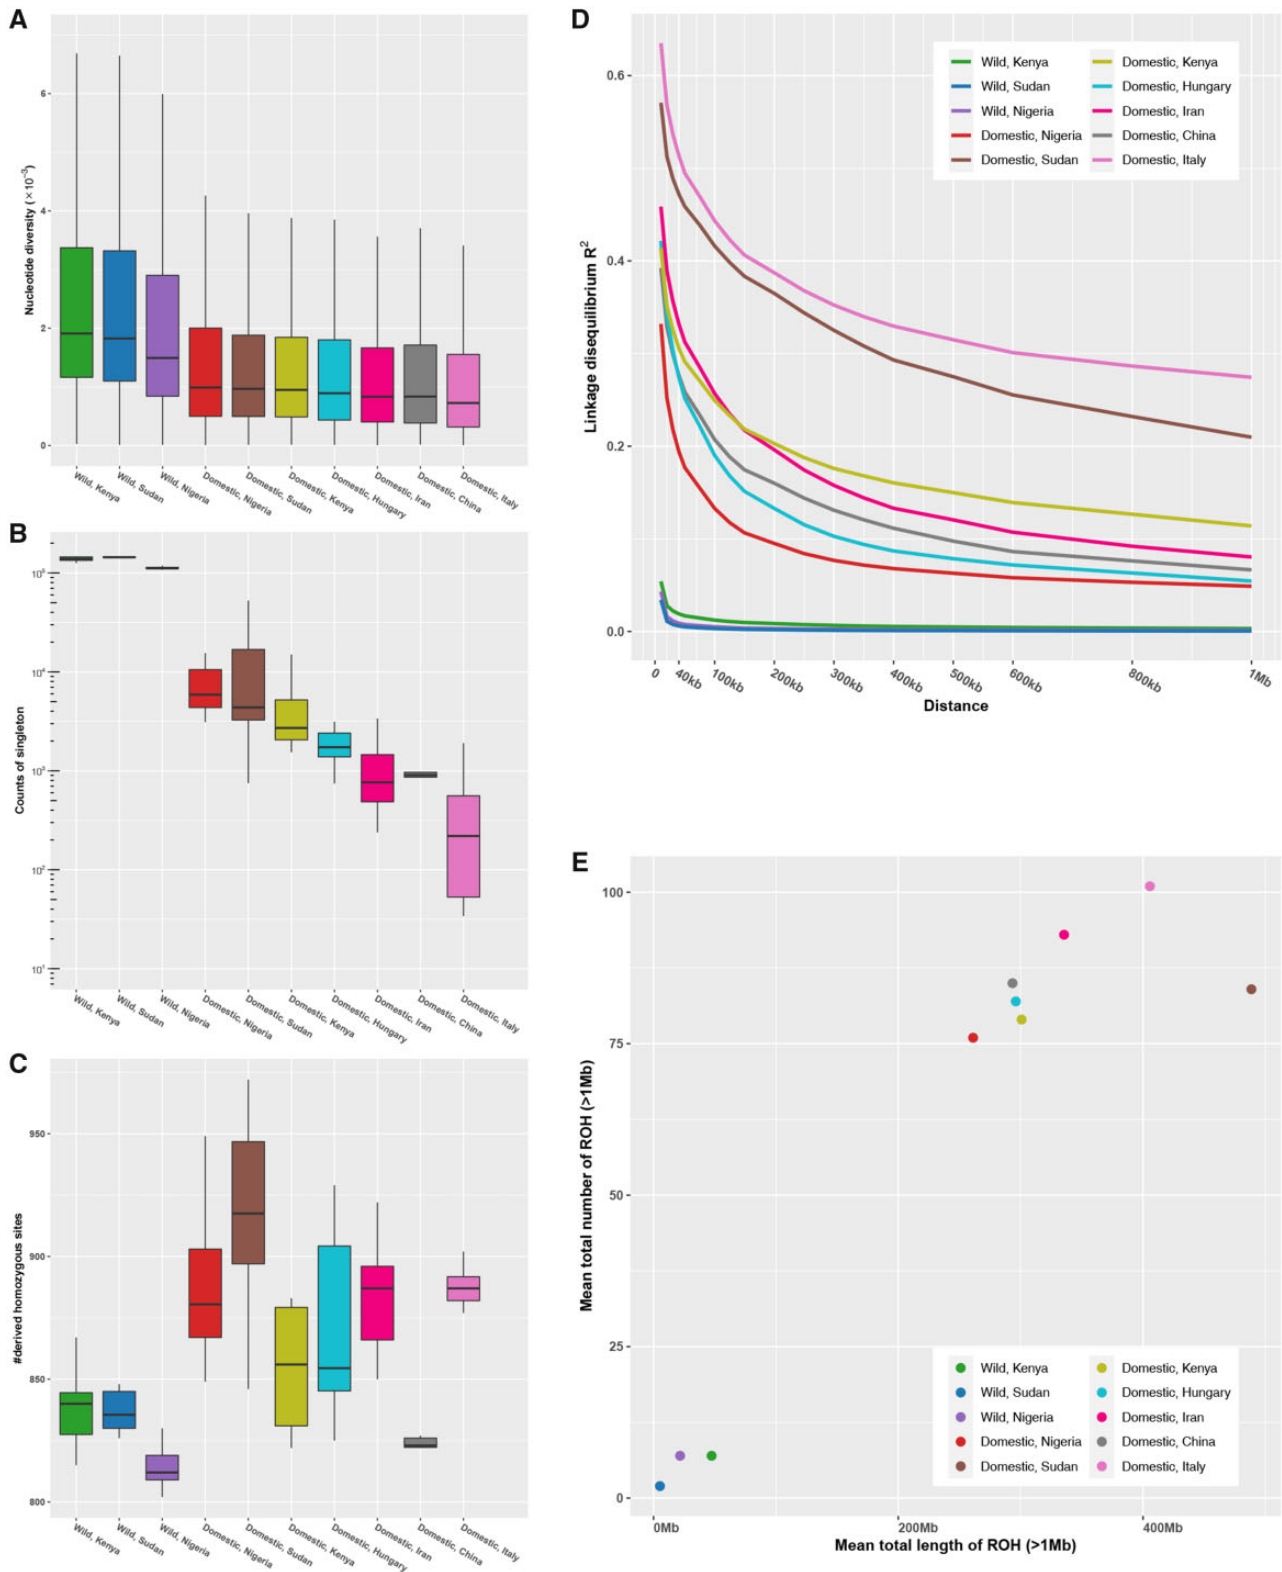 A
Nucleotide diversity (×10⁻³)
6
4
2
0
Wild, Kenya
Wild, Sudan
Wild, Nigeria
Domestic, Nigeria
Domestic, Sudan
Domestic, Kenya
Domestic, Hungary
Domestic, Iran
Domestic, China
Domestic, Italy
B
Counts of singleton
10⁵
10⁴
10³
10²
10¹
Wild, Kenya
Wild, Sudan
Wild, Nigeria
Domestic, Nigeria
Domestic, Sudan
Domestic, Kenya
Domestic, Hungary
Domestic, Iran
Domestic, China
Domestic, Italy
C
#derived homozygous sites
950
900
850
800
Wild, Kenya
Wild, Sudan
Wild, Nigeria
Domestic, Nigeria
Domestic, Sudan
Domestic, Kenya
Domestic, Hungary
Domestic, Iran
Domestic, China
Domestic, Italy
D
Linkage disequilibrium R²
0.6
0.4
0.2
0.0
Wild, Kenya
Wild, Sudan
Wild, Nigeria
Domestic, Nigeria
Domestic, Sudan
Domestic, Kenya
Domestic, Hungary
Domestic, Iran
Domestic, China
Domestic, Italy
0 40kb 100kb 200kb 300kb 400kb 500kb 600kb 800kb 1Mb
Distance
E
Mean total number of ROH (>1Mb)
100
75
50
25
0
Wild, Kenya
Wild, Sudan
Wild, Nigeria
Domestic, Nigeria
Domestic, Sudan
Domestic, Kenya
Domestic, Hungary
Domestic, Iran
Domestic, China
Domestic, Italy
0Mb 200Mb 400Mb
Mean total length of ROH (>1Mb)